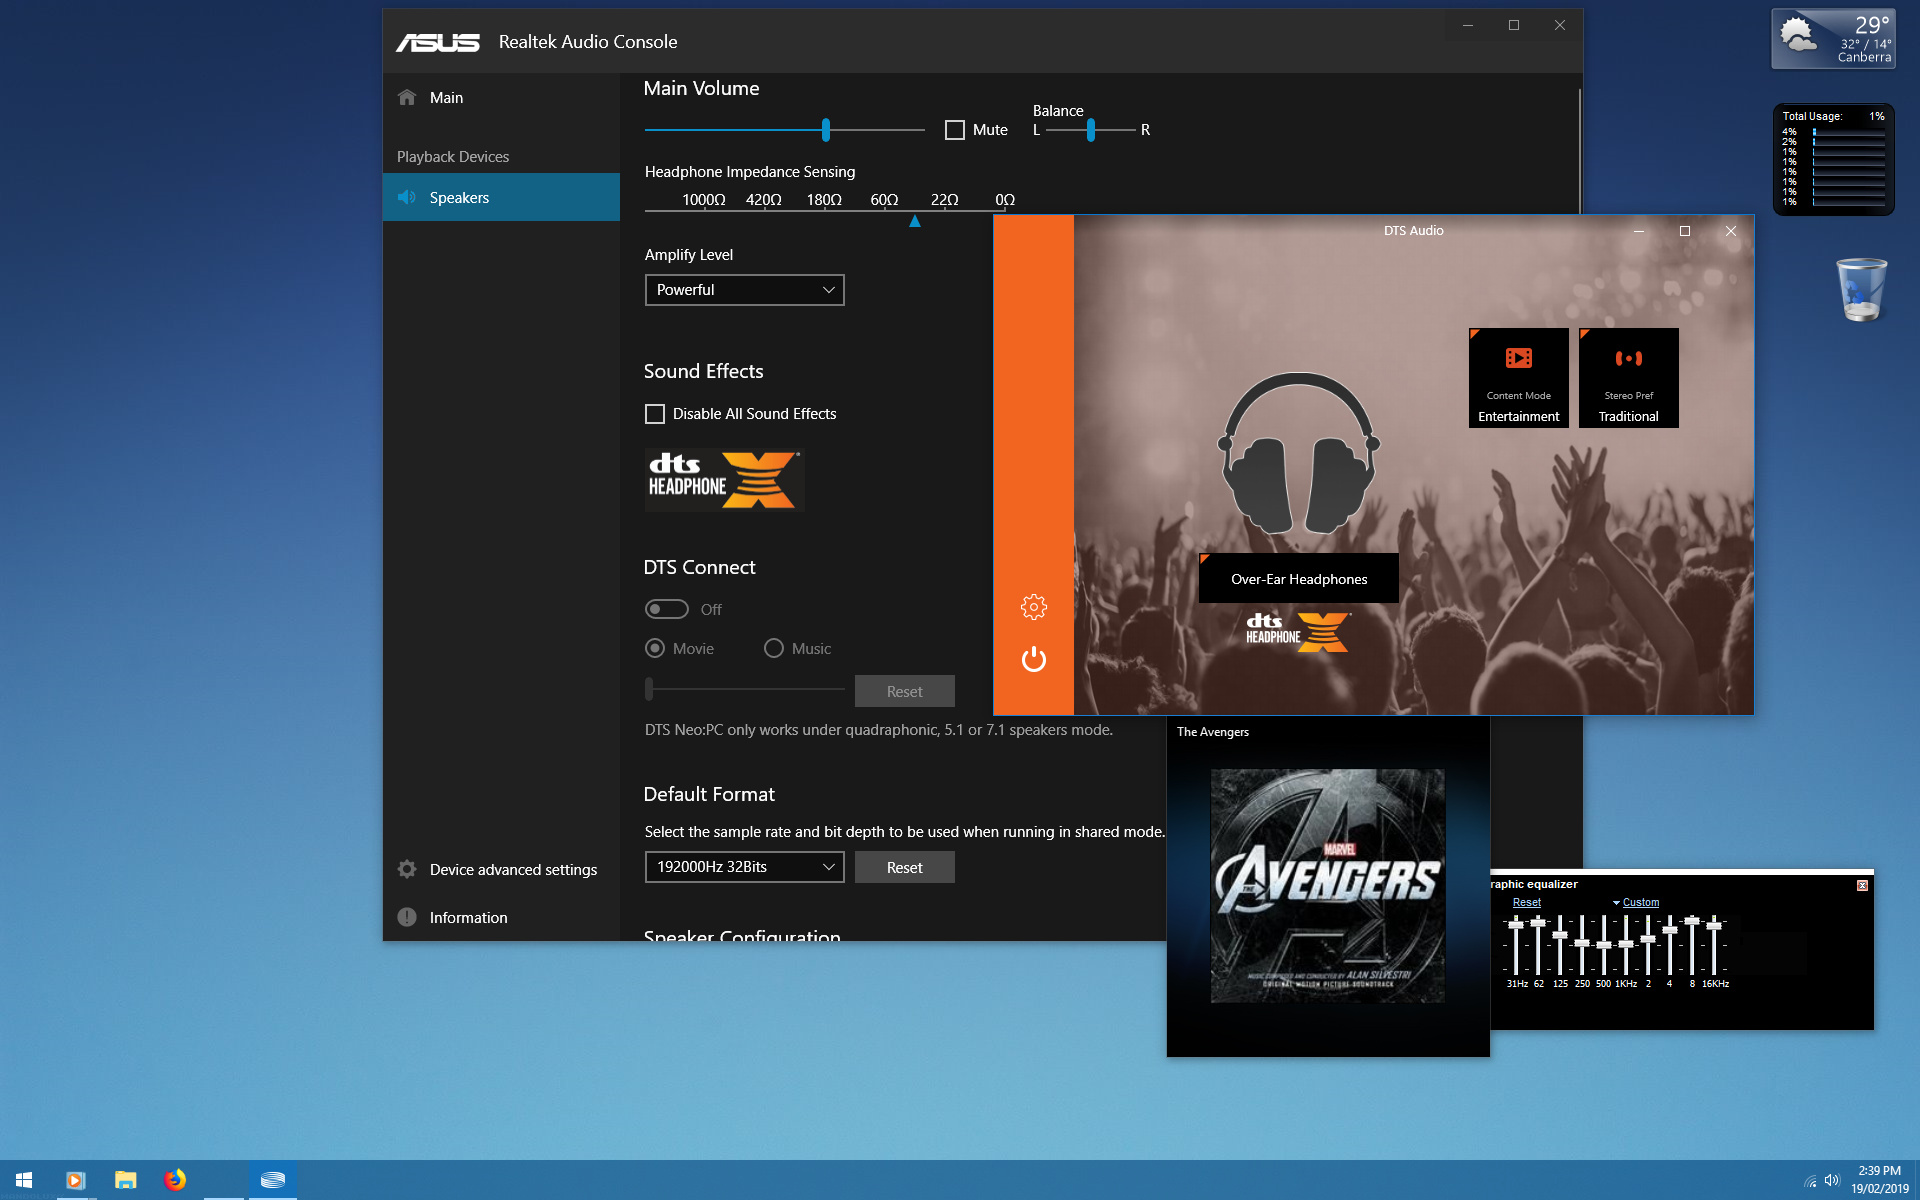 ASUS Realtek Audio Console
Main
Playback Devices
Speakers
Device advanced settings
Information
Main Volume
Mute
Balance
L R
Headphone Impedance Sensing
1000Ω 420Ω 180Ω 60Ω 22Ω 0Ω
Amplify Level
Powerful
Sound Effects
Disable All Sound Effects
dts
HEADPHONE X
DTS Connect
Off
Movie Music
Reset
DTS Neo:PC only works under quadraphonic, 5.1 or 7.1 speakers mode.
Default Format
Select the sample rate and bit depth to be used when running in shared mode.
192000Hz 32Bits Reset
Speaker Configuration
DTS Audio
Content Mode
Entertainment
Stereo Pref
Traditional
Over-Ear Headphones
dts
HEADPHONE X
The Avengers
MARVEL
THE AVENGERS
MUSIC COMPOSED AND CONDUCTED BY ALAN SILVESTRI
ORIGINAL MOTION PICTURE SOUNDTRACK
raphic equalizer
Reset Custom
31Hz 62 125 250 500 1KHz 2 4 8 16KHz
29°
32° / 14°
Canberra
Total Usage: 1%
4%
2%
1%
1%
1%
1%
1%
1%
2:39 PM
19/02/2019